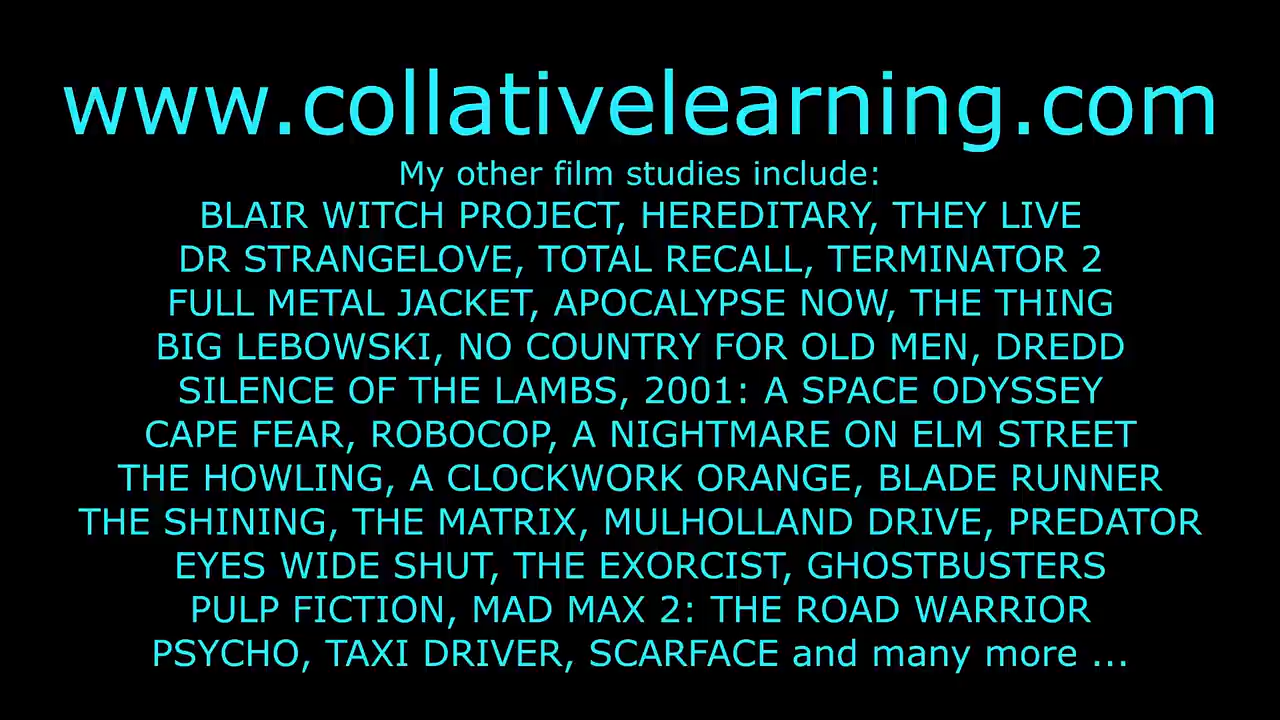 www.collativelearning.com
My other film studies include:
BLAIR WITCH PROJECT, HEREDITARY, THEY LIVE
DR STRANGELOVE, TOTAL RECALL, TERMINATOR 2
FULL METAL JACKET, APOCALYPSE NOW, THE THING
BIG LEBOWSKI, NO COUNTRY FOR OLD MEN, DREDD
SILENCE OF THE LAMBS, 2001: A SPACE ODYSSEY
CAPE FEAR, ROBOCOP, A NIGHTMARE ON ELM STREET
THE HOWLING, A CLOCKWORK ORANGE, BLADE RUNNER
THE SHINING, THE MATRIX, MULHOLLAND DRIVE, PREDATOR
EYES WIDE SHUT, THE EXORCIST, GHOSTBUSTERS
PULP FICTION, MAD MAX 2: THE ROAD WARRIOR
PSYCHO, TAXI DRIVER, SCARFACE and many more ...